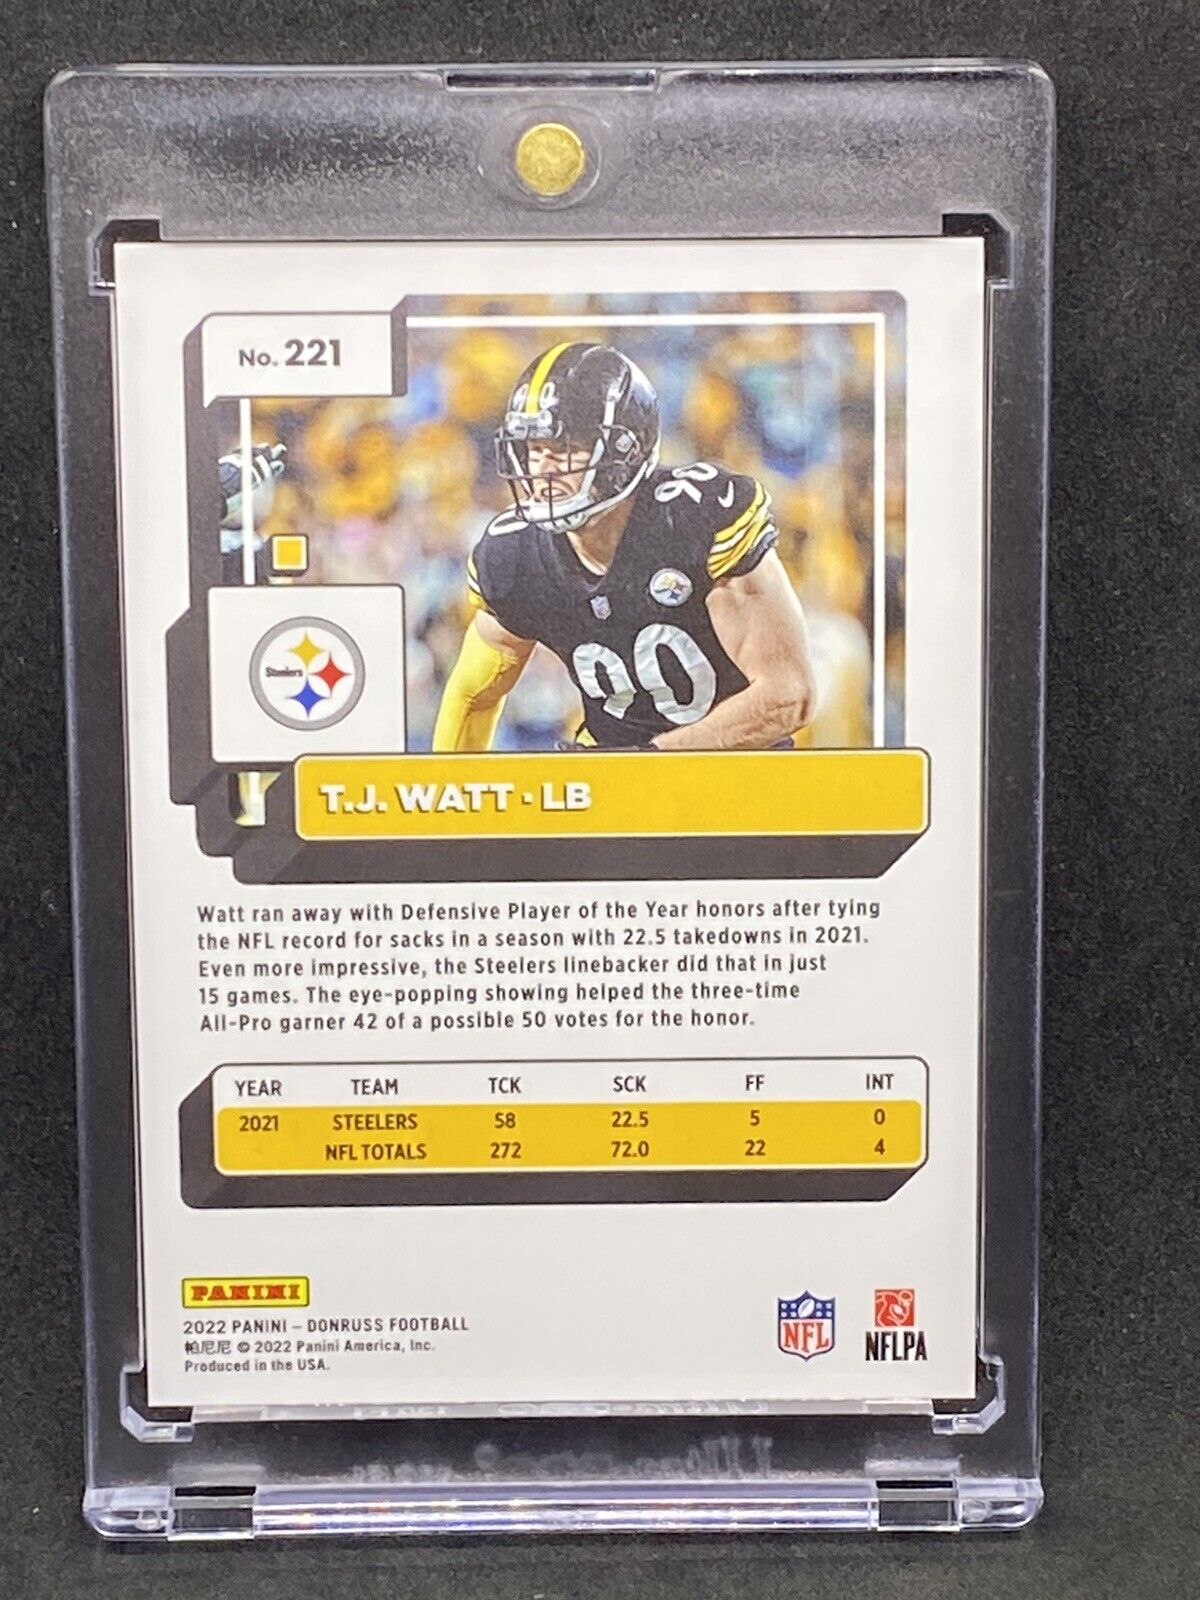 No. 221
90
90
Steelers
T.J. WATT · LB
Watt ran away with Defensive Player of the Year honors after tying
the NFL record for sacks in a season with 22.5 takedowns in 2021.
Even more impressive, the Steelers linebacker did that in just
15 games. The eye-popping showing helped the three-time
All-Pro garner 42 of a possible 50 votes for the honor.
YEAR TEAM TCK SCK FF INT
2021 STEELERS 58 22.5 5 0
NFL TOTALS 272 72.0 22 4
PANINI
2022 PANINI – DONRUSS FOOTBALL
帕尼尼 © 2022 Panini America, Inc.
Produced in the USA.
NFL
NFLPA